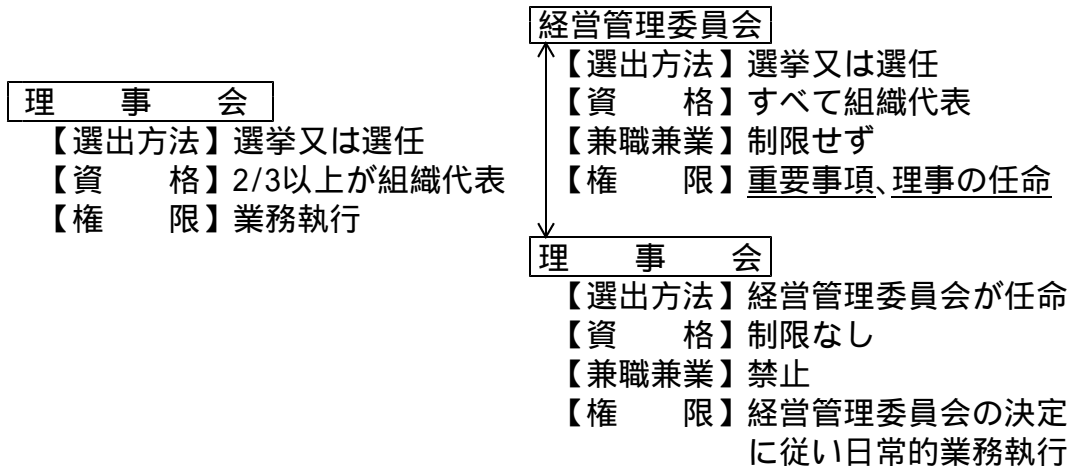 理　事　会
【選出方法】選挙又は選任
【資　　格】2/3以上が組織代表
【権　　限】業務執行
経営管理委員会
【選出方法】選挙又は選任
【資　　格】すべて組織代表
【兼職兼業】制限せず
【権　　限】重要事項、理事の任命
理　事　会
【選出方法】経営管理委員会が任命
【資　　格】制限なし
【兼職兼業】禁止
【権　　限】経営管理委員会の決定
に従い日常的業務執行